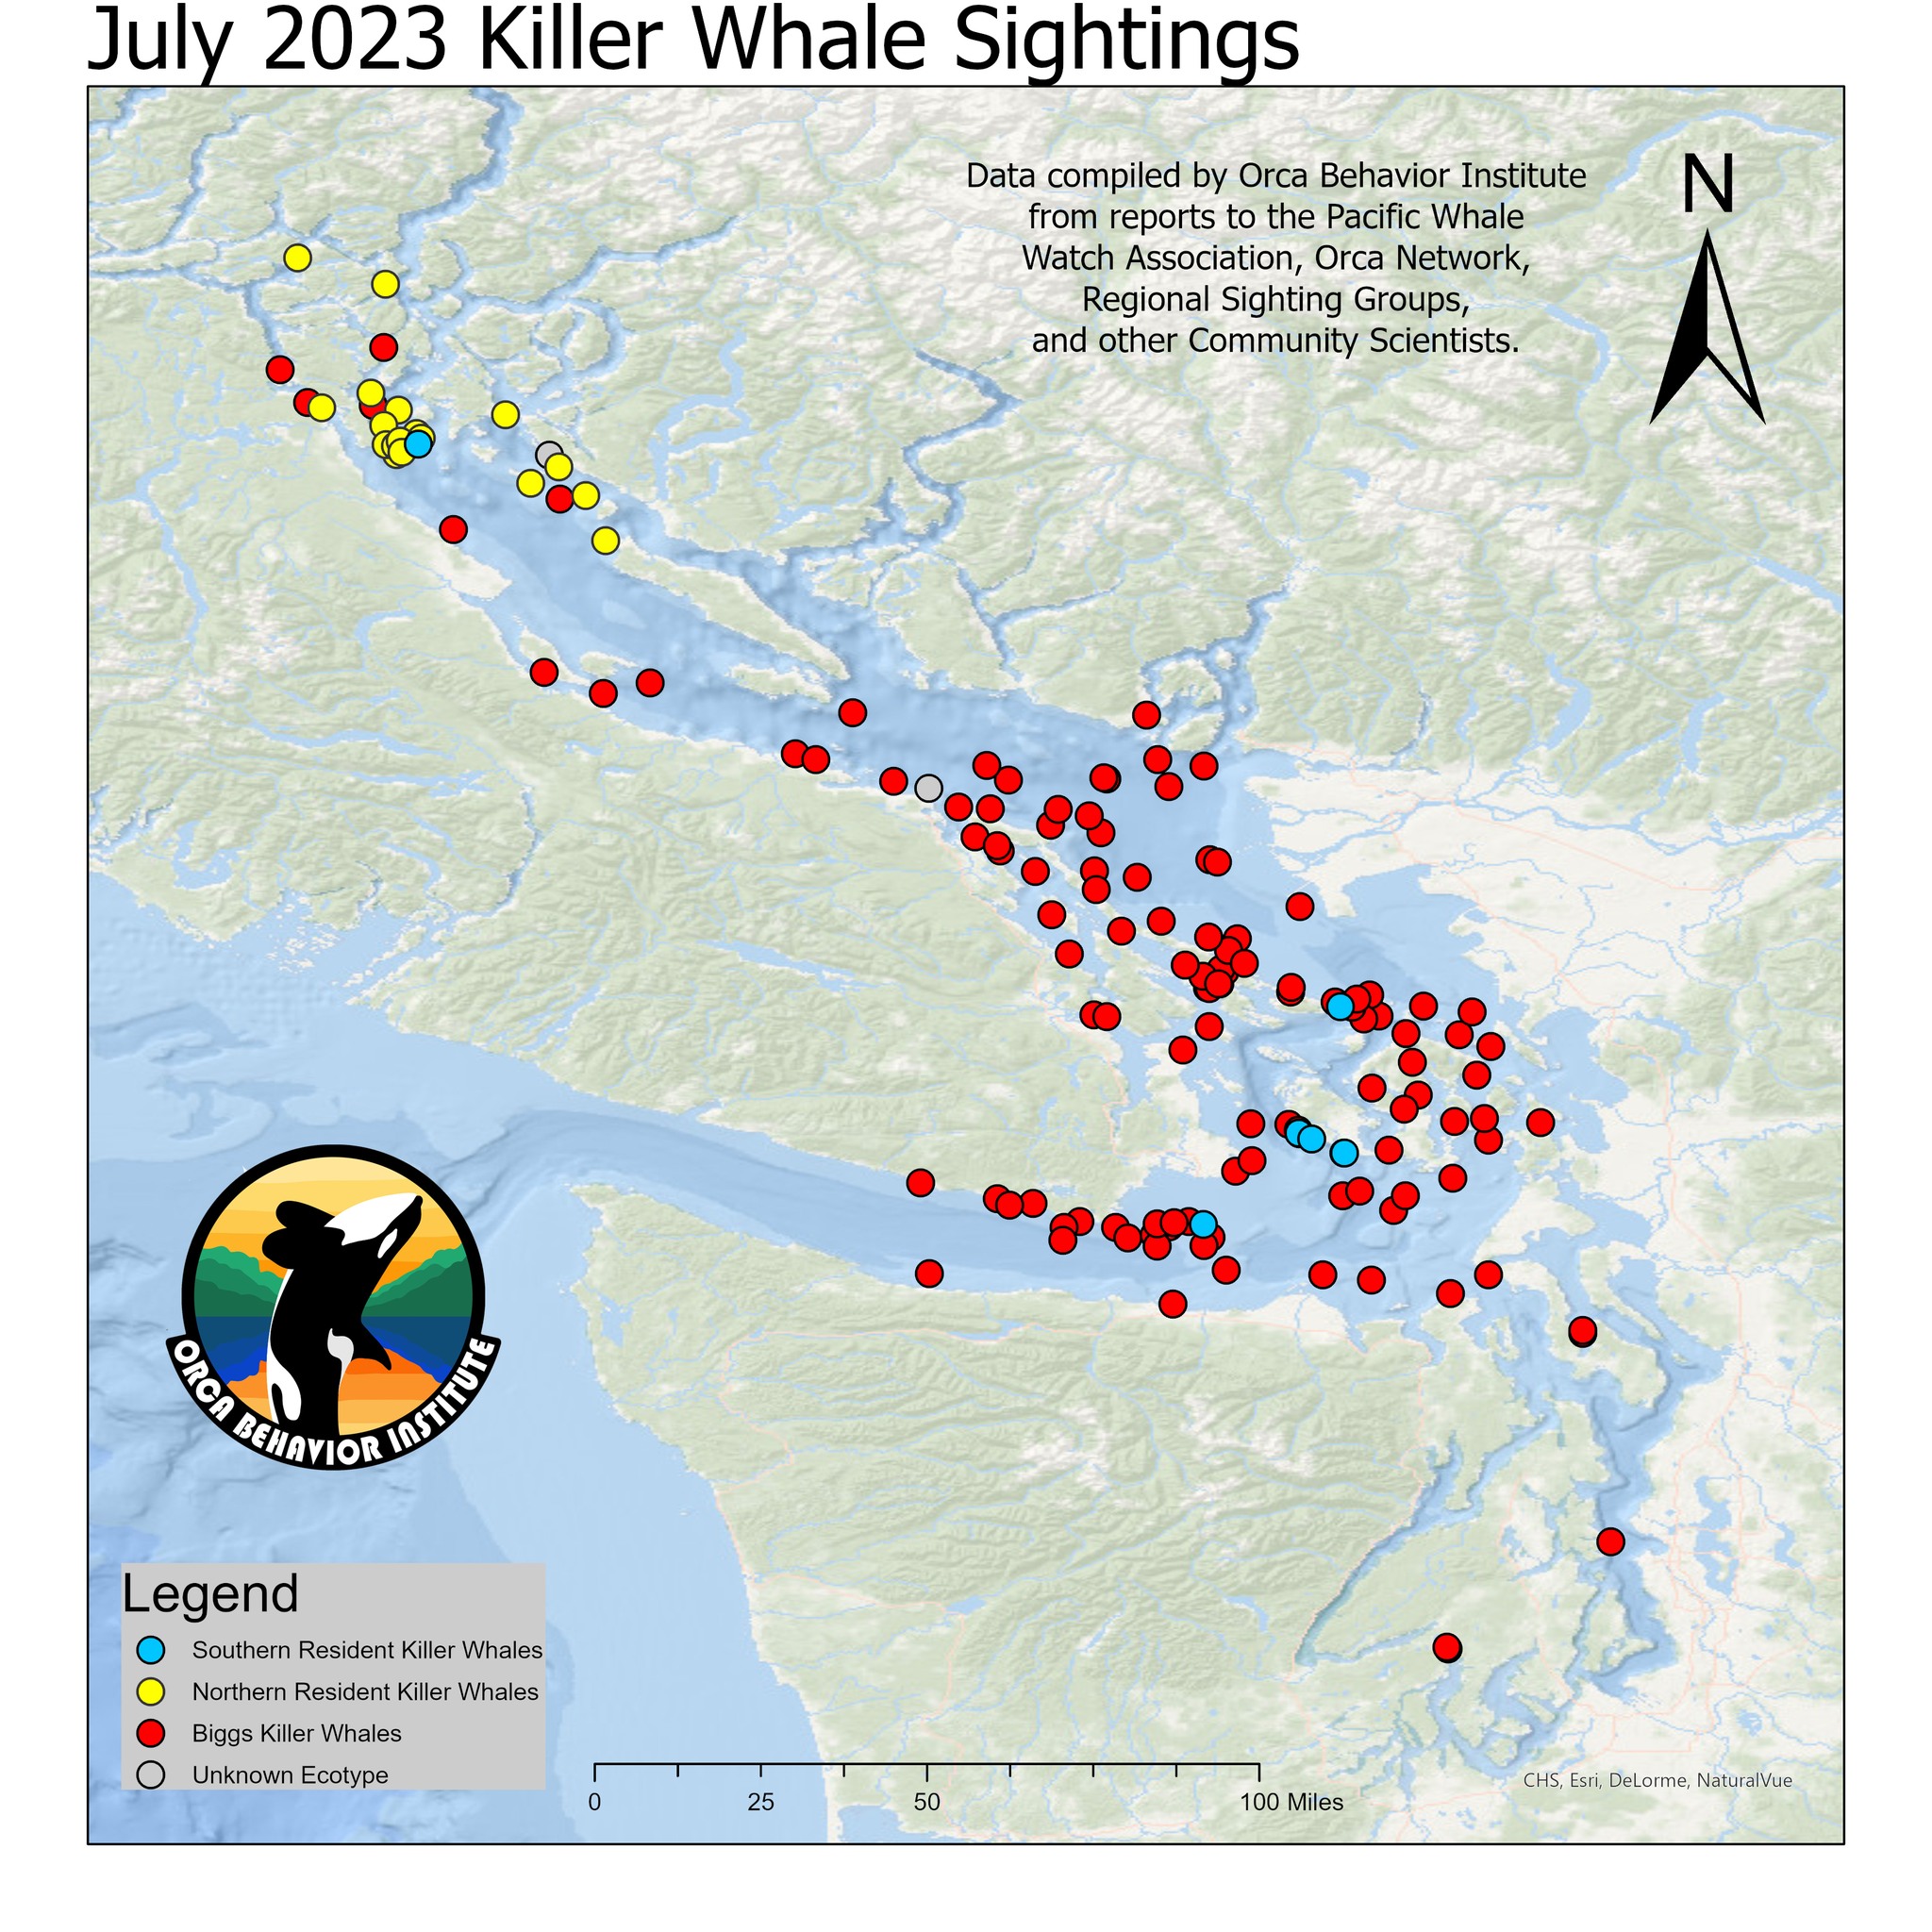 July 2023 Killer Whale Sightings
Data compiled by Orca Behavior Institute
from reports to the Pacific Whale
Watch Association, Orca Network,
Regional Sighting Groups,
and other Community Scientists.
N
ORCA BEHAVIOR INSTITUTE
Legend
Southern Resident Killer Whales
Northern Resident Killer Whales
Biggs Killer Whales
Unknown Ecotype
0 25 50 100 Miles
CHS, Esri, DeLorme, NaturalVue